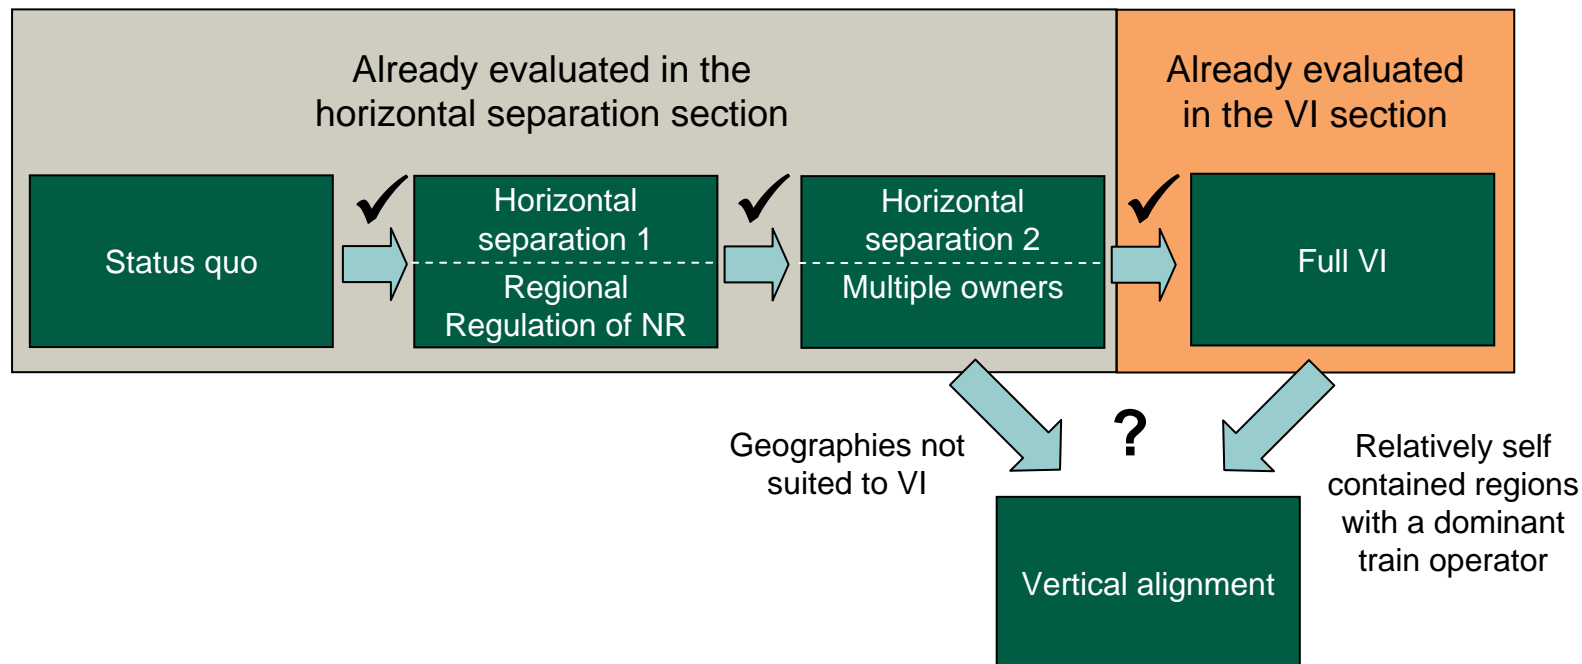 Already evaluated in the
horizontal separation section
Already evaluated
in the VI section
Status quo
Horizontal
separation 1
Regional
Regulation of NR
Horizontal
separation 2
Multiple owners
Full VI
Geographies not
suited to VI
?
Relatively self
contained regions
with a dominant
train operator
Vertical alignment